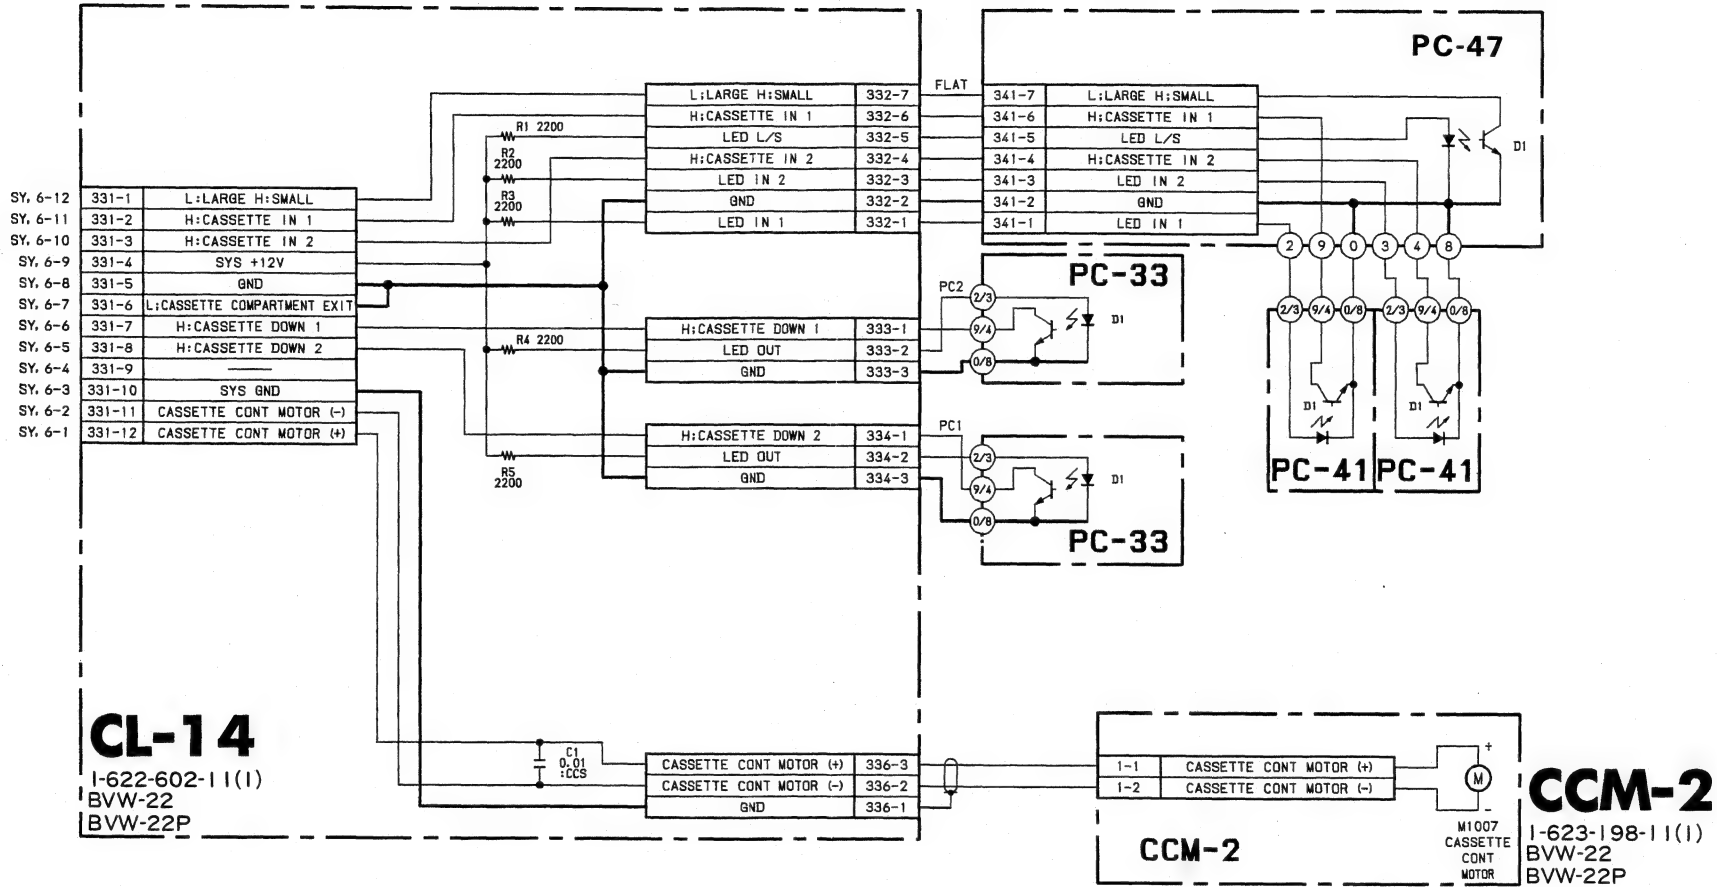 PC-47
FLAT
L:LARGE H:SMALL 332-7
H:CASSETTE IN 1 332-6
LED L/S 332-5
H:CASSETTE IN 2 332-4
LED IN 2 332-3
GND 332-2
LED IN 1 332-1
341-7 L:LARGE H:SMALL
341-6 H:CASSETTE IN 1
341-5 LED L/S
341-4 H:CASSETTE IN 2
341-3 LED IN 2
341-2 GND
341-1 LED IN 1
D1
R1 2200
R2
2200
R3
2200
SY, 6-12 331-1 L:LARGE H:SMALL
SY, 6-11 331-2 H:CASSETTE IN 1
SY, 6-10 331-3 H:CASSETTE IN 2
SY, 6-9 331-4 SYS +12V
SY, 6-8 331-5 GND
SY, 6-7 331-6 L:CASSETTE COMPARTMENT EXIT
SY, 6-6 331-7 H:CASSETTE DOWN 1
SY, 6-5 331-8 H:CASSETTE DOWN 2
SY, 6-4 331-9
SY, 6-3 331-10 SYS GND
SY, 6-2 331-11 CASSETTE CONT MOTOR (-)
SY, 6-1 331-12 CASSETTE CONT MOTOR (+)
2 9 0 3 4 8
PC-33
PC2
2/3
9/4
0/8
D1
R4 2200
H:CASSETTE DOWN 1 333-1
LED OUT 333-2
GND 333-3
2/3 9/4 0/8 2/3 9/4 0/8
D1 D1
PC-41 PC-41
R5
2200
H:CASSETTE DOWN 2 334-1
LED OUT 334-2
GND 334-3
PC1
2/3
9/4
0/8
D1
PC-33
CL-14
1-622-602-11(1)
BVW-22
BVW-22P
C1
0.01
:CCS
CASSETTE CONT MOTOR (+) 336-3
CASSETTE CONT MOTOR (-) 336-2
GND 336-1
1-1 CASSETTE CONT MOTOR (+)
1-2 CASSETTE CONT MOTOR (-)
+
M
-
M1007
CASSETTE
CONT
MOTOR
CCM-2
CCM-2
1-623-198-11(1)
BVW-22
BVW-22P